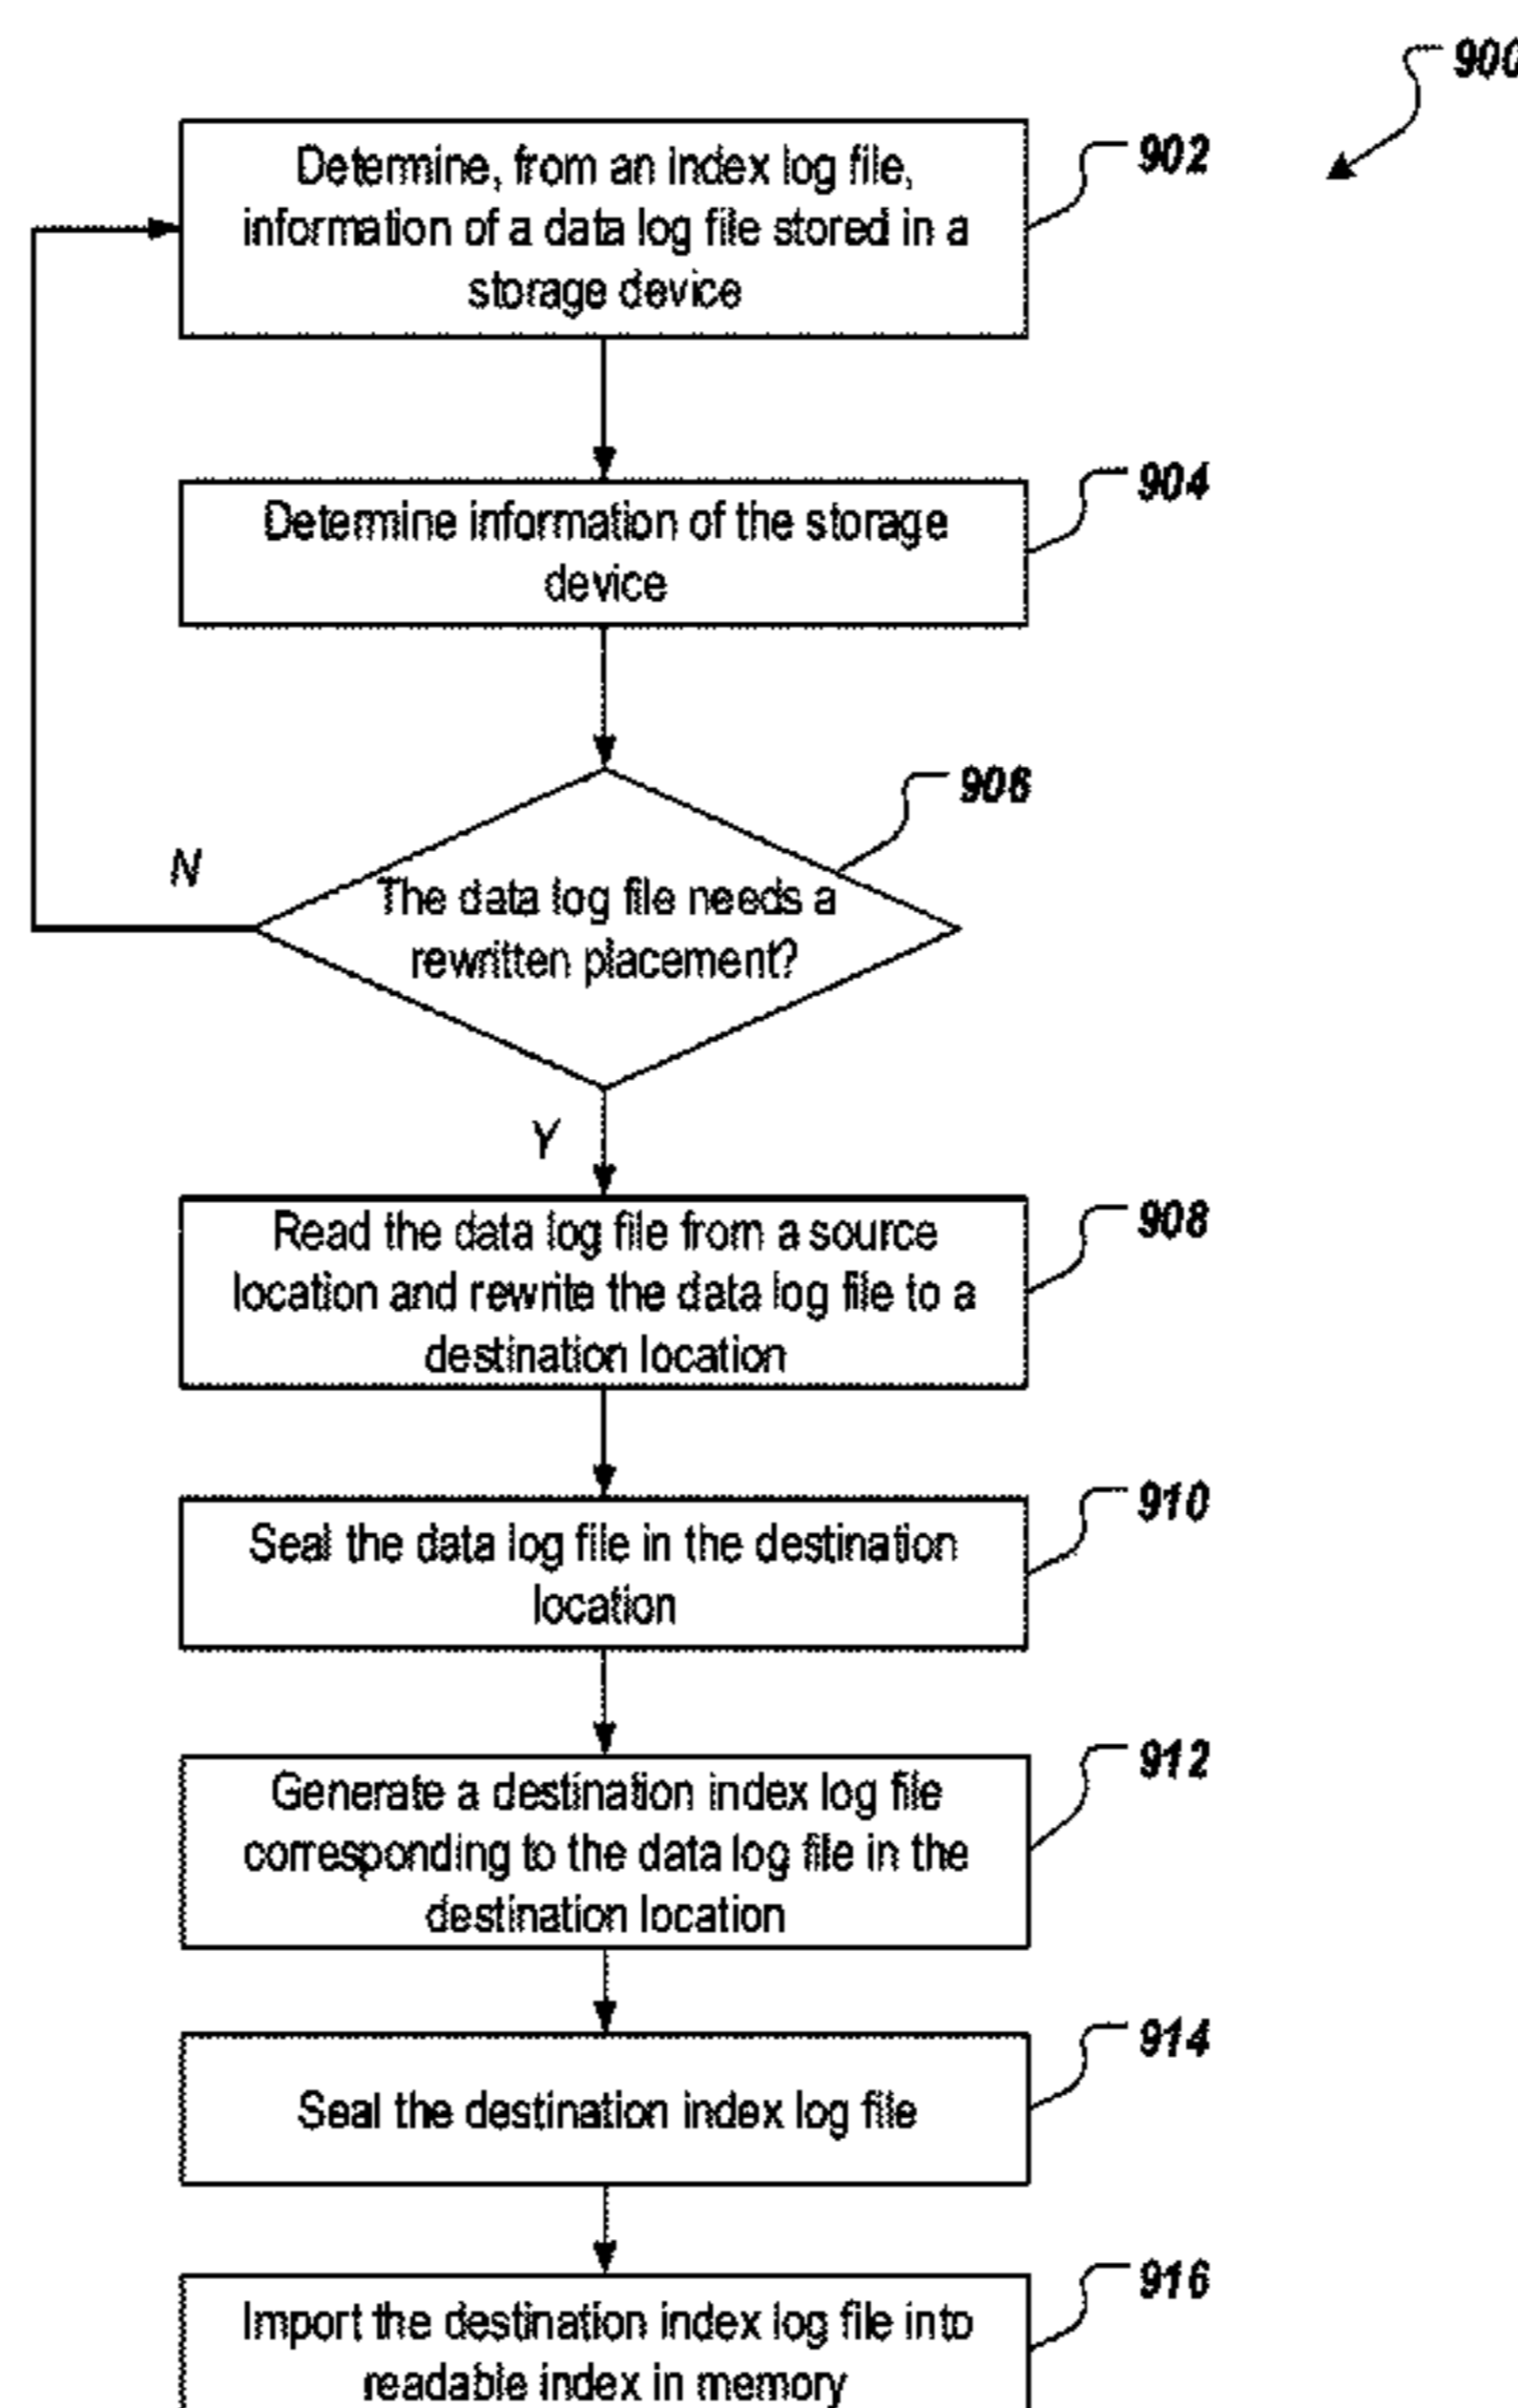 900
Determine, from an index log file,
information of a data log file stored in a
storage device
902
Determine information of the storage
device
904
The data log file needs a
rewritten placement?
906
N
Y
Read the data log file from a source
location and rewrite the data log file to a
destination location
908
Seal the data log file in the destination
location
910
Generate a destination index log file
corresponding to the data log file in the
destination location
912
Seal the destination index log file
914
Import the destination index log file into
readable index in memory
916